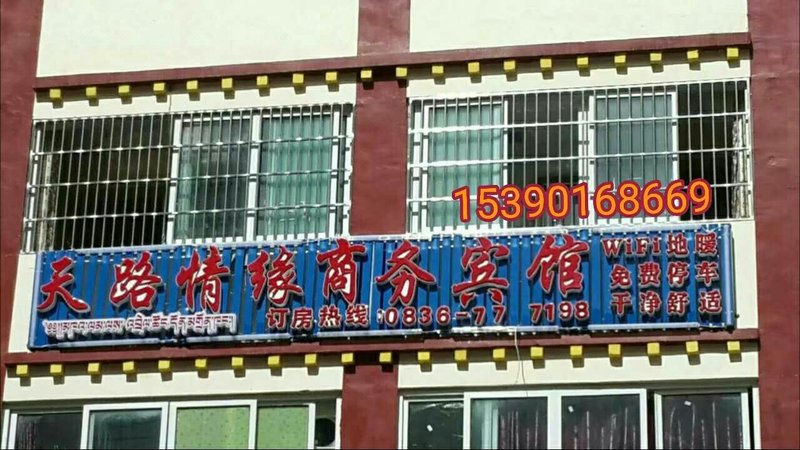 15390168669
天路情缘商务宾馆
WiFi地暖
免费停车
干净舒适
订房热线:0836-77 7198